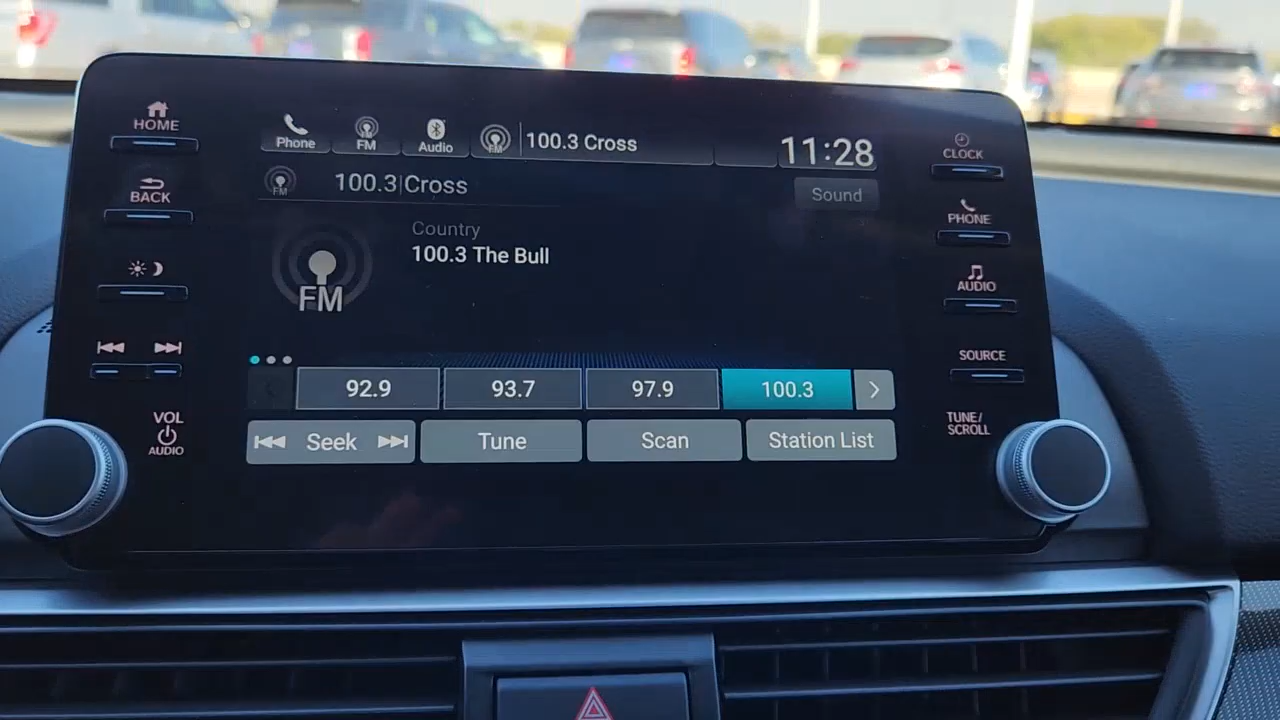 HOME
BACK
VOL
AUDIO
Phone
FM
Audio
FM
100.3 Cross
11:28
FM
100.3|Cross
Sound
Country
100.3 The Bull
FM
92.9
93.7
97.9
100.3
Seek
Tune
Scan
Station List
CLOCK
PHONE
AUDIO
SOURCE
TUNE/
SCROLL